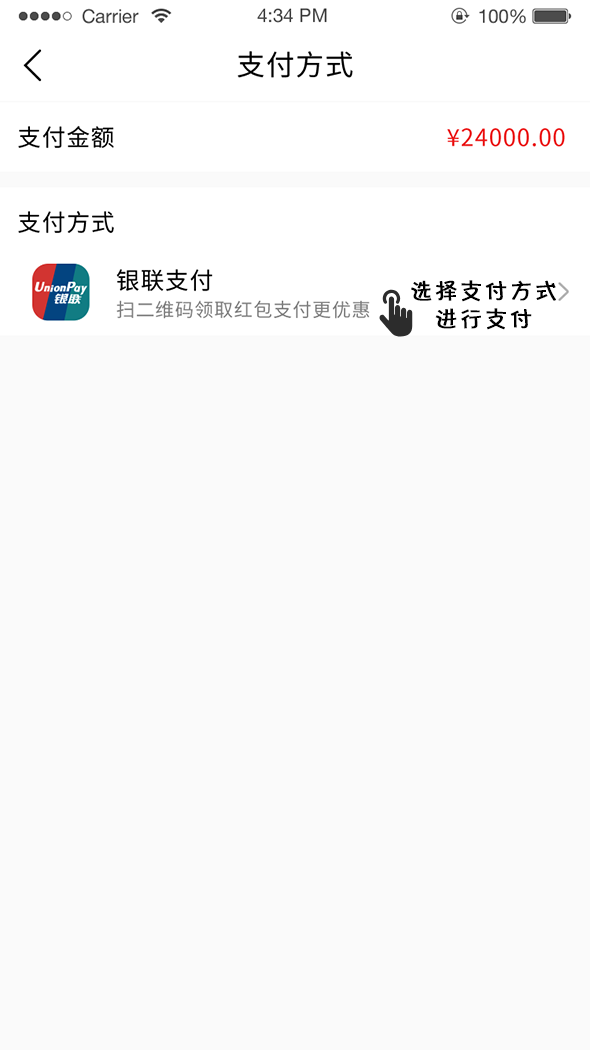 Carrier 4:34 PM 100%
支付方式
支付金额 ¥24000.00
支付方式
UnionPay
银联
银联支付
扫二维码领取红包支付更优惠
选择支付方式
进行支付